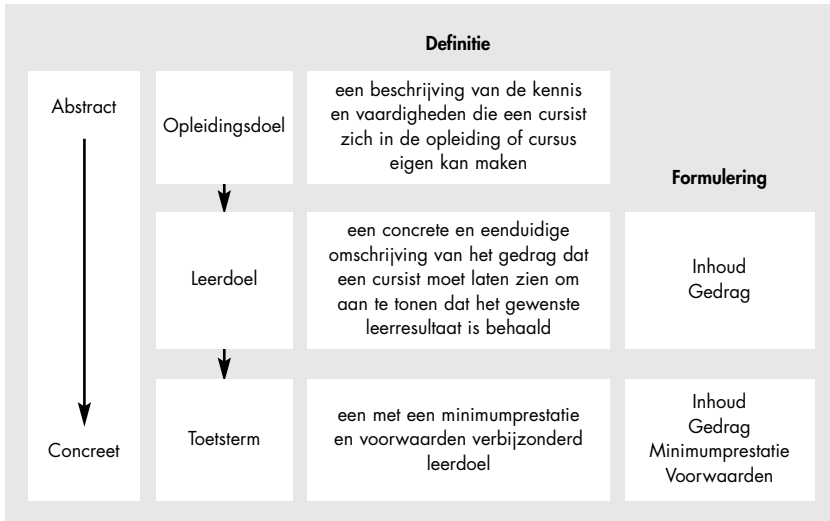 Definitie
Abstract
Opleidingsdoel
een beschrijving van de kennis
en vaardigheden die een cursist
zich in de opleiding of cursus
eigen kan maken
Formulering
Leerdoel
een concrete en eenduidige
omschrijving van het gedrag dat
een cursist moet laten zien om
aan te tonen dat het gewenste
leerresultaat is behaald
Inhoud
Gedrag
Concreet
Toetsterm
een met een minimumprestatie
en voorwaarden verbijzonderd
leerdoel
Inhoud
Gedrag
Minimumprestatie
Voorwaarden